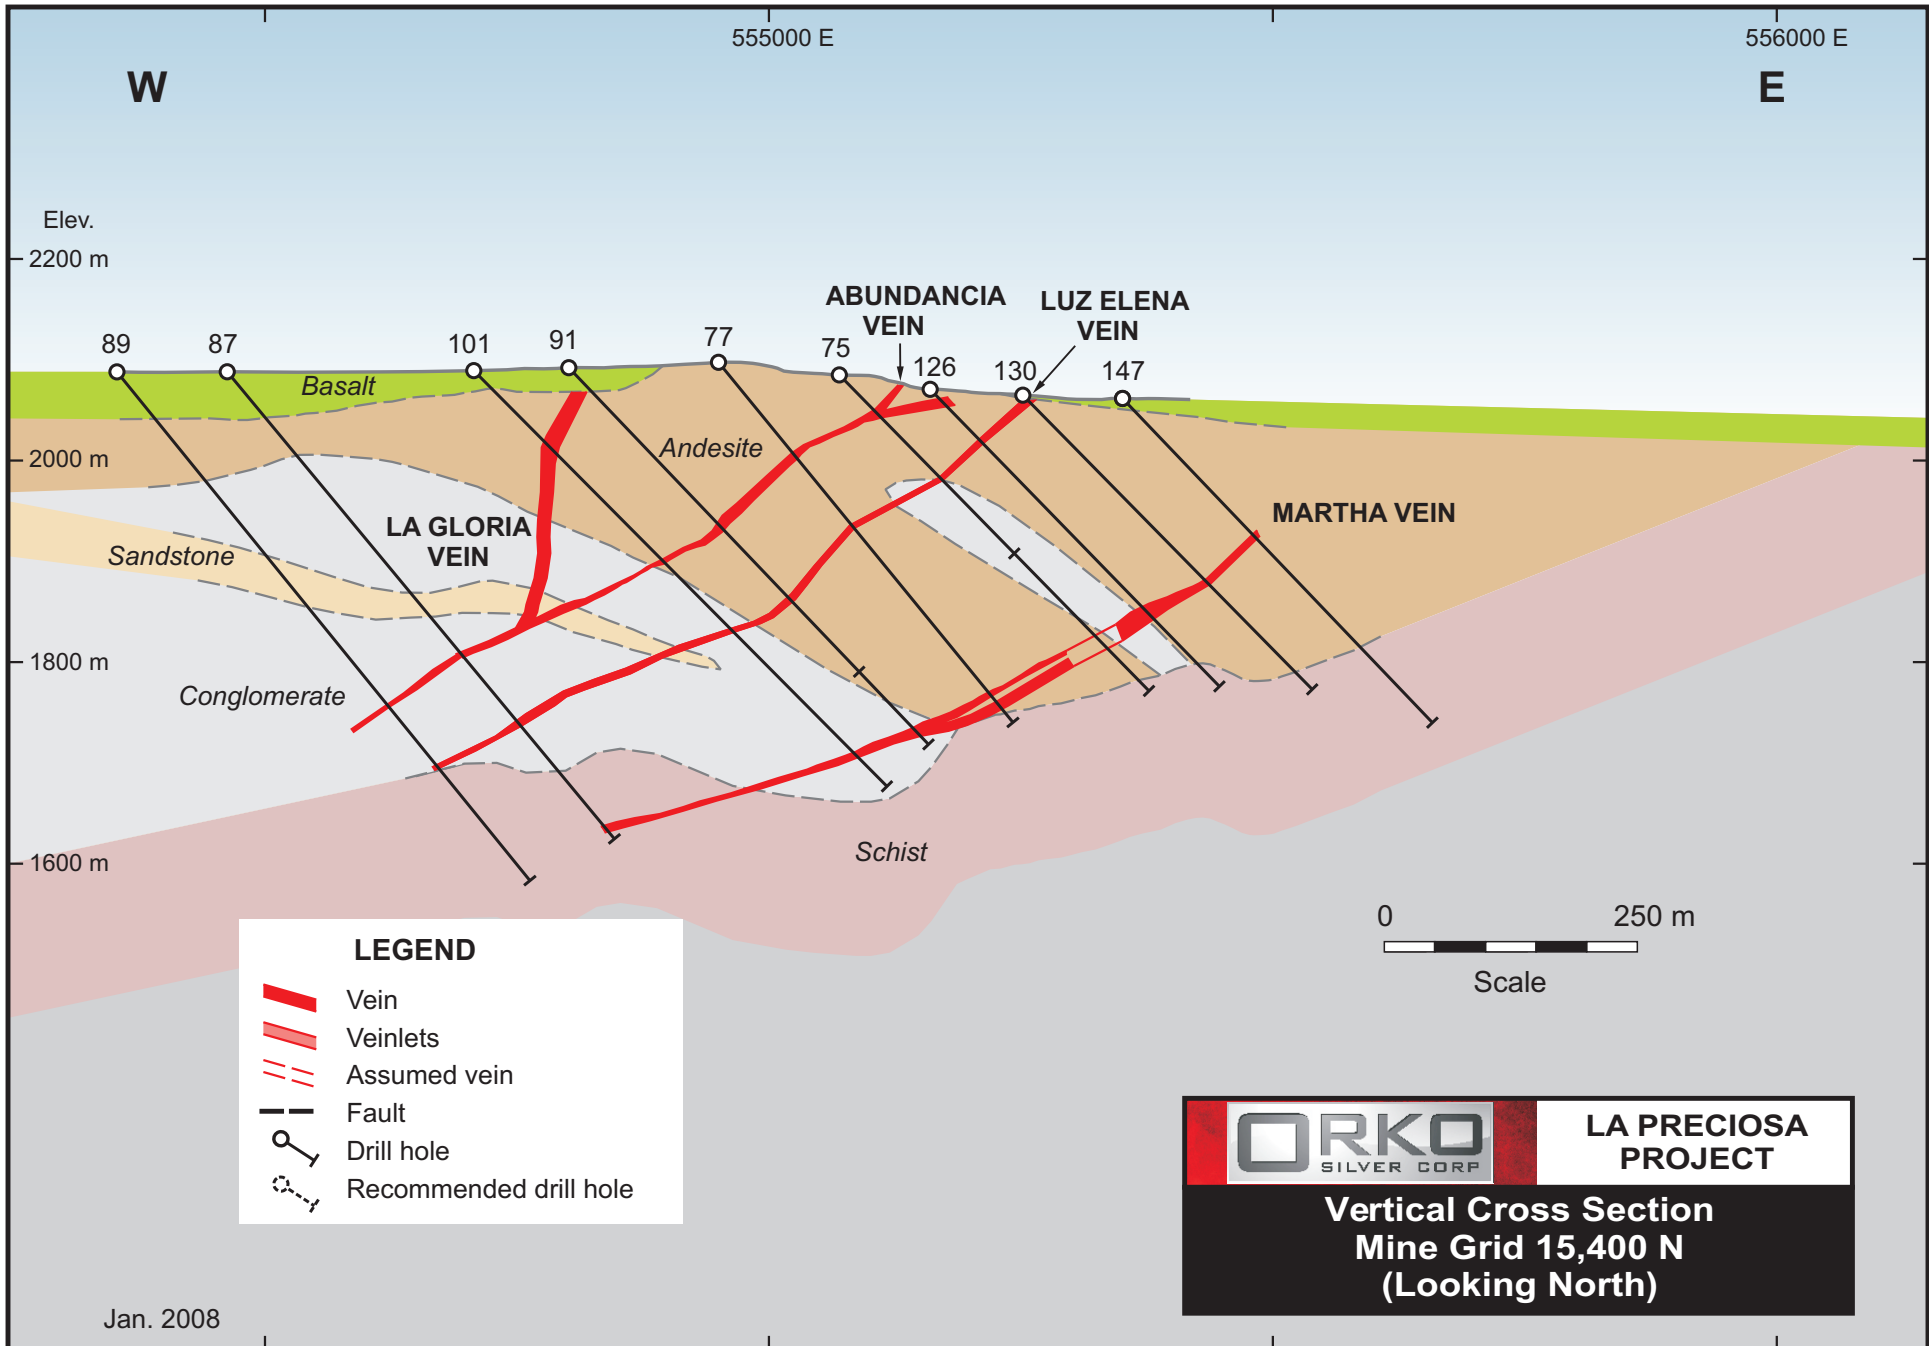 555000 E
556000 E
W
E
Elev.
2200 m
2000 m
1800 m
1600 m
89
87
101
91
77
75
126
130
147
ABUNDANCIA
VEIN
LUZ ELENA
VEIN
Basalt
Andesite
LA GLORIA
VEIN
MARTHA VEIN
Sandstone
Conglomerate
Schist
0
250 m
Scale
LEGEND
Vein
Veinlets
Assumed vein
Fault
Drill hole
Recommended drill hole
ORKO
SILVER CORP
LA PRECIOSA
PROJECT
Vertical Cross Section
Mine Grid 15,400 N
(Looking North)
Jan. 2008